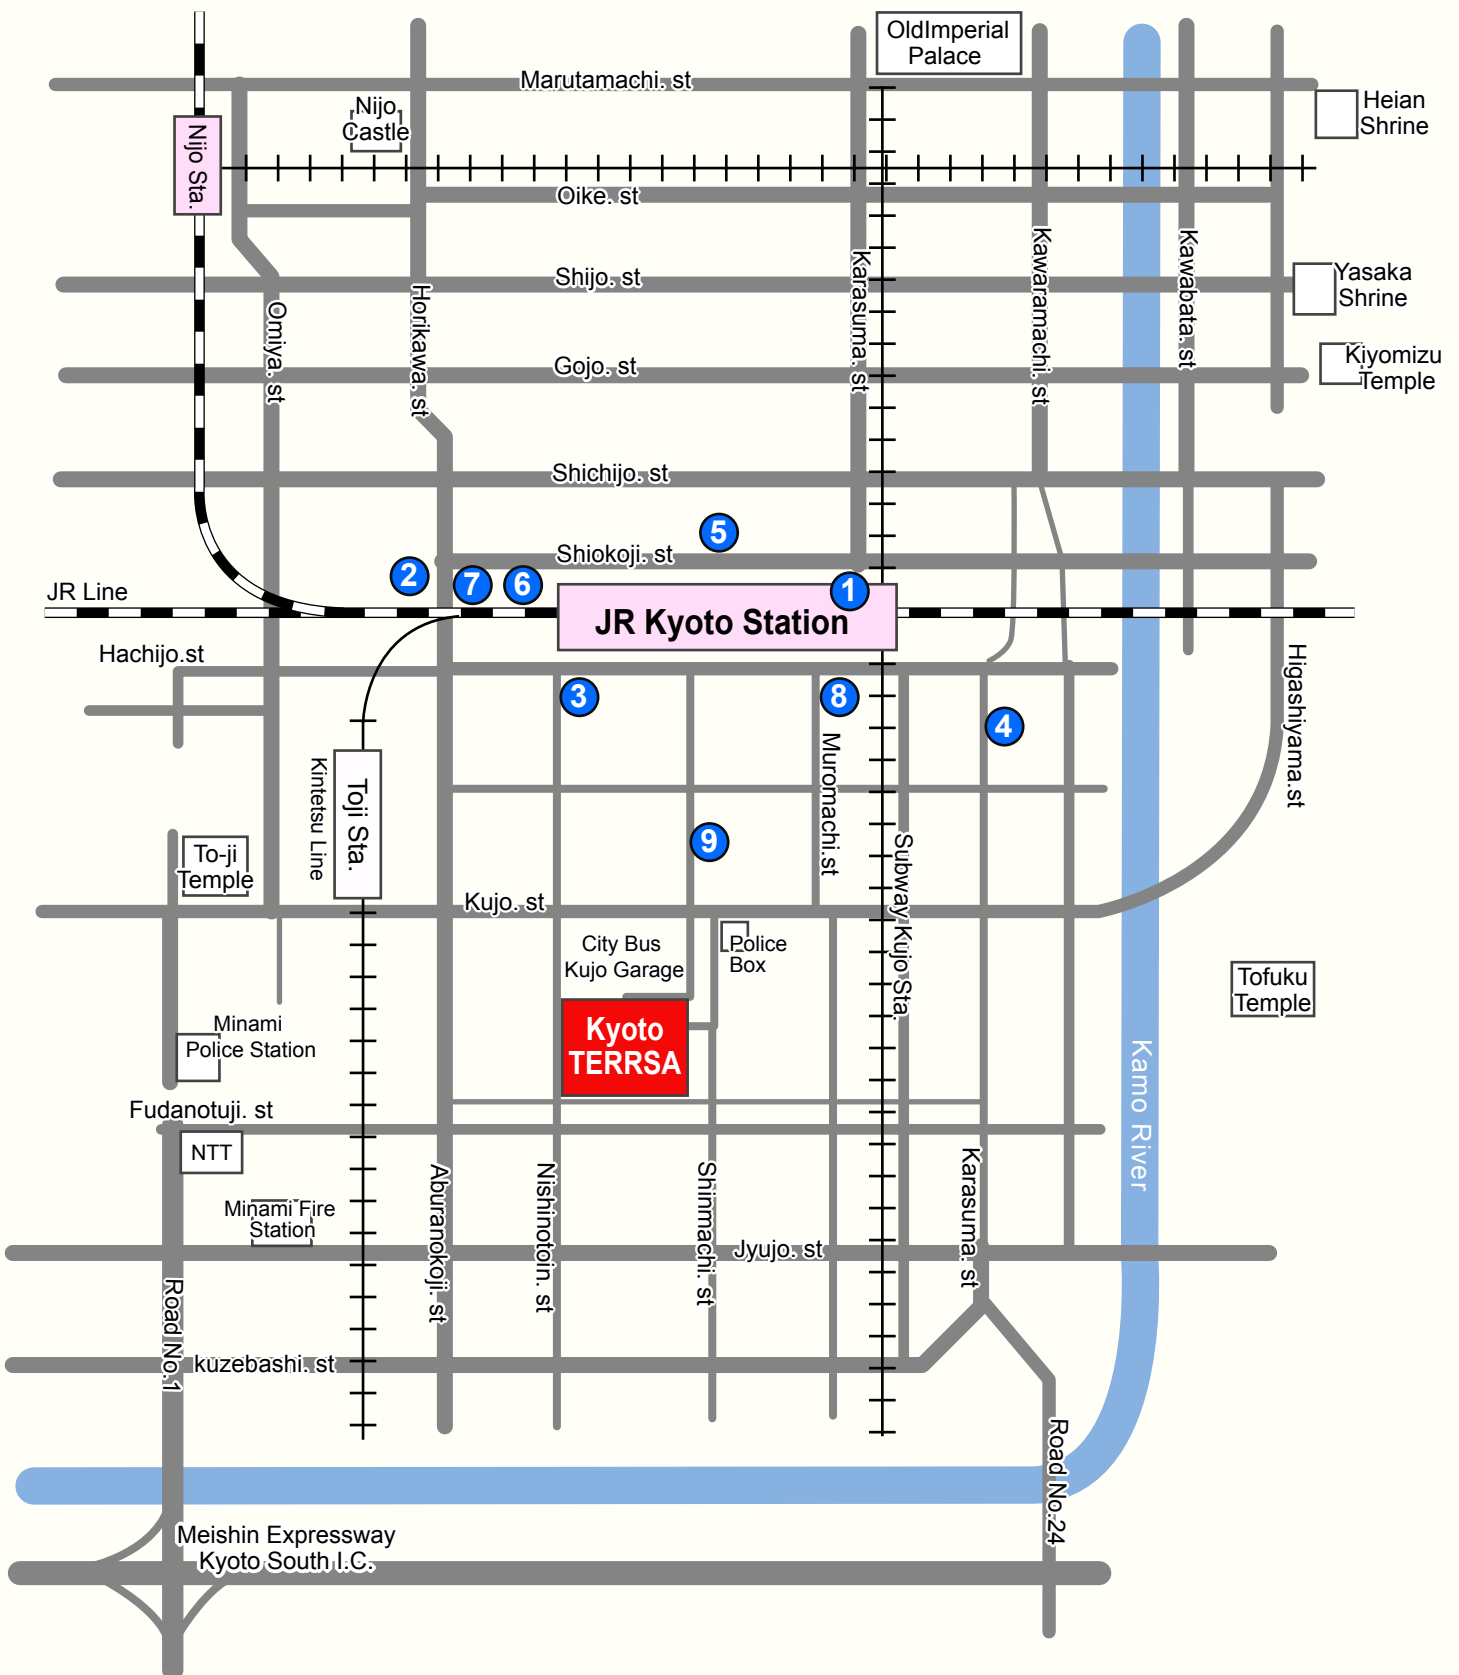 OldImperial
Palace
Marutamachi. st
Nijo
Castle
Heian
Shrine
Nijo Sta.
Oike. st
Karasuma. st
Kawaramachi. st
Kawabata. st
Shijo. st
Yasaka
Shrine
Omiya. st
Horikawa. st
Gojo. st
Kiyomizu
Temple
Shichijo. st
5
Shiokoji. st
2
7
6
1
JR Line
JR Kyoto Station
Hachijo.st
Higashiyama.st
3
8
4
Muromachi.st
Toji Sta.
Kintetsu Line
9
Subway Kujo Sta.
To-ji
Temple
Kujo. st
City Bus
Kujo Garage
Police
Box
Tofuku
Temple
Kyoto
TERRSA
Minami
Police Station
Kamo River
Fudanotuji. st
NTT
Aburanokoji. st
Nishinotoin. st
Shinmachi. st
Karasuma. st
Minami Fire
Station
Jyujo. st
Road No.1
kuzebashi. st
Road No.24
Meishin Expressway
Kyoto South I.C.